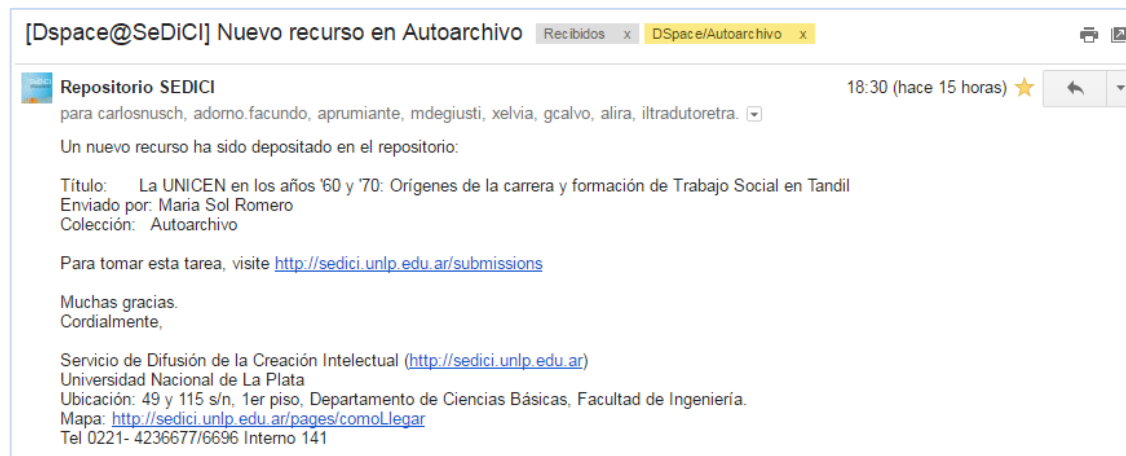 [Dspace@SeDiCI] Nuevo recurso en Autoarchivo Recibidos x DSpace/Autoarchivo x
Repositorio SEDICI 18:30 (hace 15 horas)
para carlosnusch, adorno.facundo, aprumiante, mdegiusti, xelvia, gcalvo, alira, iltradutoretra.
Un nuevo recurso ha sido depositado en el repositorio:
Título: La UNICEN en los años '60 y '70: Orígenes de la carrera y formación de Trabajo Social en Tandil
Enviado por: Maria Sol Romero
Colección: Autoarchivo
Para tomar esta tarea, visite http://sedici.unlp.edu.ar/submissions
Muchas gracias.
Cordialmente,
Servicio de Difusión de la Creación Intelectual (http://sedici.unlp.edu.ar)
Universidad Nacional de La Plata
Ubicación: 49 y 115 s/n, 1er piso, Departamento de Ciencias Básicas, Facultad de Ingeniería.
Mapa: http://sedici.unlp.edu.ar/pages/comoLlegar
Tel 0221- 4236677/6696 Interno 141